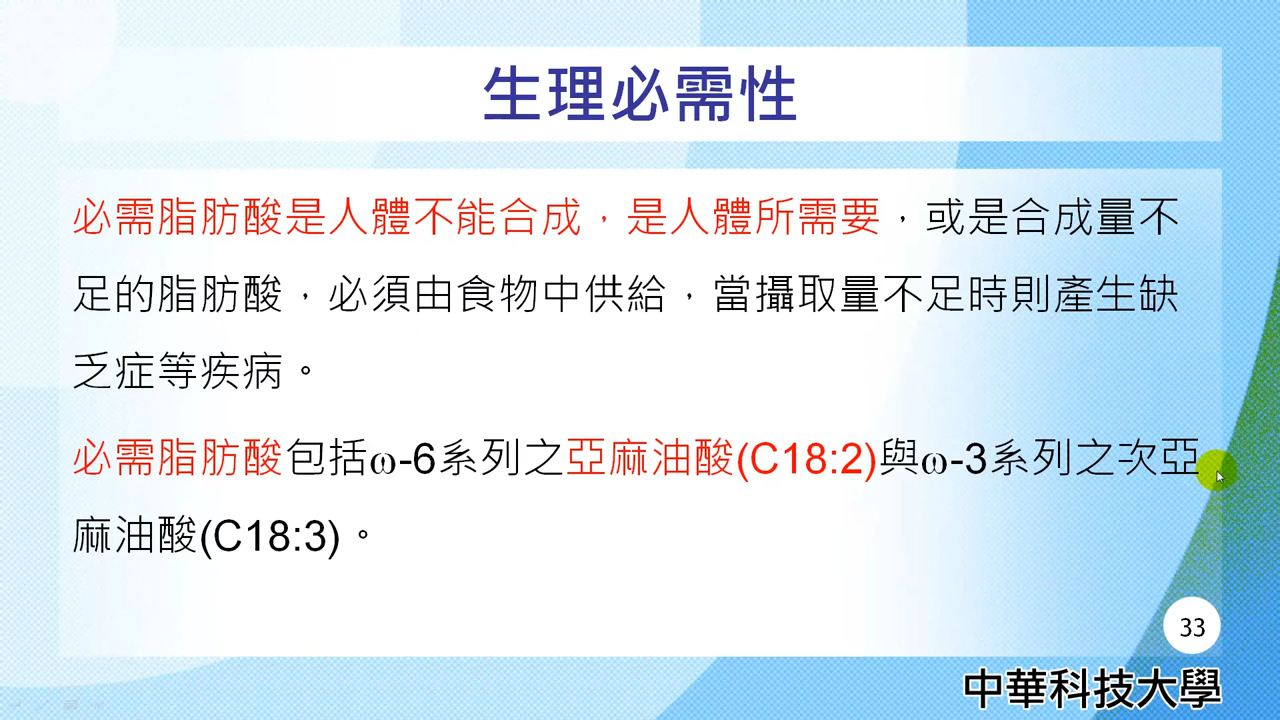 生理必需性
必需脂肪酸是人體不能合成，是人體所需要，或是合成量不
足的脂肪酸，必須由食物中供給，當攝取量不足時則產生缺
乏症等疾病。
必需脂肪酸包括ω-6系列之亞麻油酸(C18:2)與ω-3系列之次亞
麻油酸(C18:3)。
33
中華科技大學